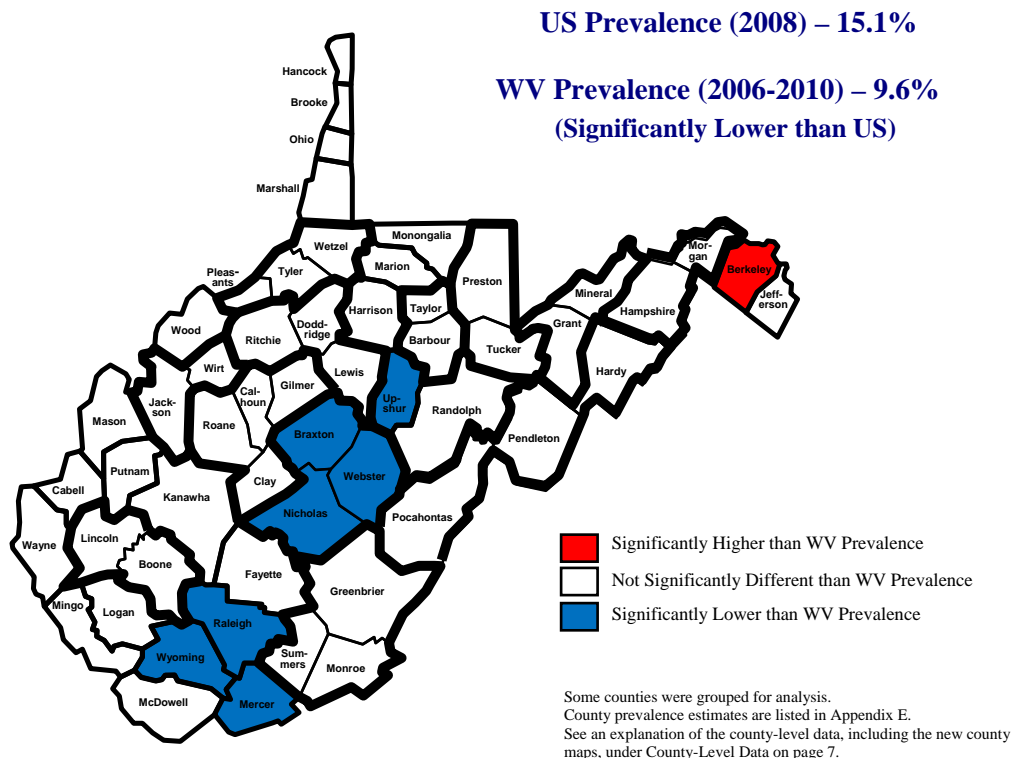 US Prevalence (2008) – 15.1%
WV Prevalence (2006-2010) – 9.6%
(Significantly Lower than US)
Hancock
Brooke
Ohio
Marshall
Wetzel
Monongalia
Marion
Preston
Mor-
gan
Berkeley
Jeff-
erson
Pleas-
ants
Tyler
Mineral
Hampshire
Grant
Hardy
Wood
Ritchie
Dodd-
ridge
Harrison
Taylor
Barbour
Tucker
Wirt
Lewis
Gilmer
Cal-
houn
Up-
shur
Randolph
Pendleton
Jack-
son
Mason
Roane
Braxton
Webster
Putnam
Clay
Cabell
Kanawha
Nicholas
Pocahontas
Lincoln
Wayne
Boone
Fayette
Greenbrier
Mingo
Logan
Raleigh
Wyoming
Sum-
mers
Monroe
McDowell
Mercer
Significantly Higher than WV Prevalence
Not Significantly Different than WV Prevalence
Significantly Lower than WV Prevalence
Some counties were grouped for analysis.
County prevalence estimates are listed in Appendix E.
See an explanation of the county-level data, including the new county
maps, under County-Level Data on page 7.